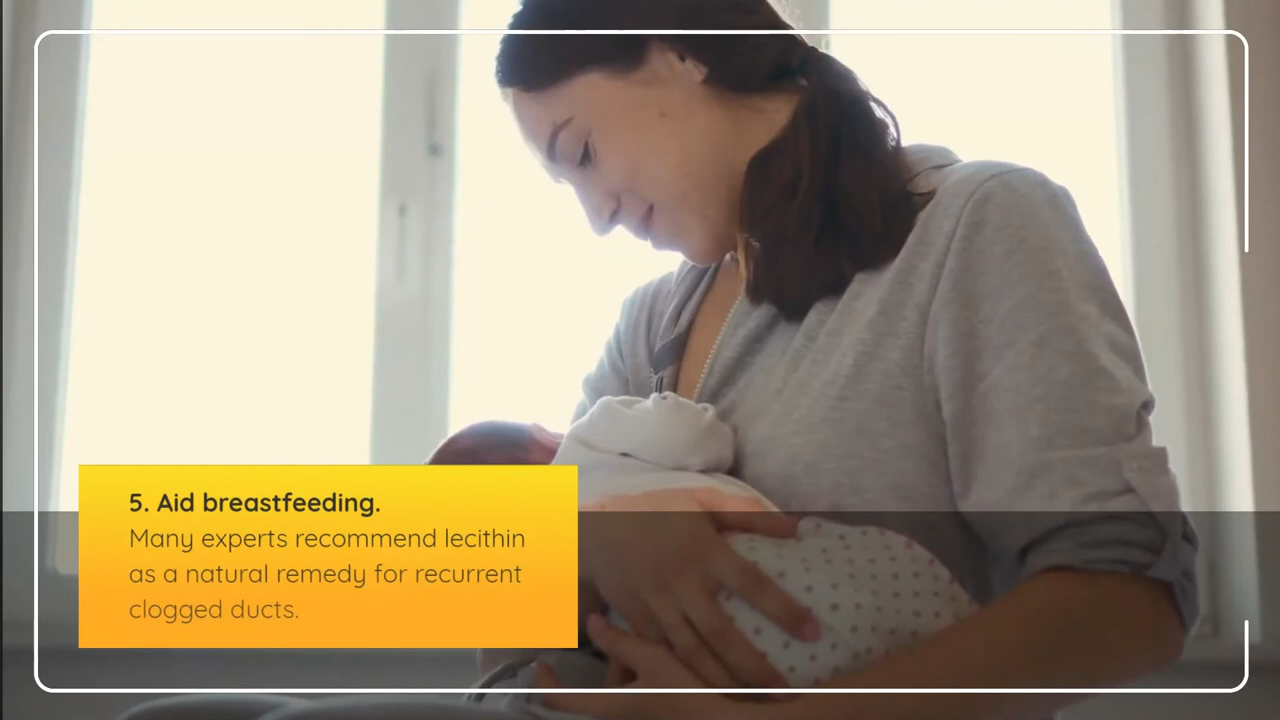 5. Aid breastfeeding.
Many experts recommend lecithin
as a natural remedy for recurrent
clogged ducts.